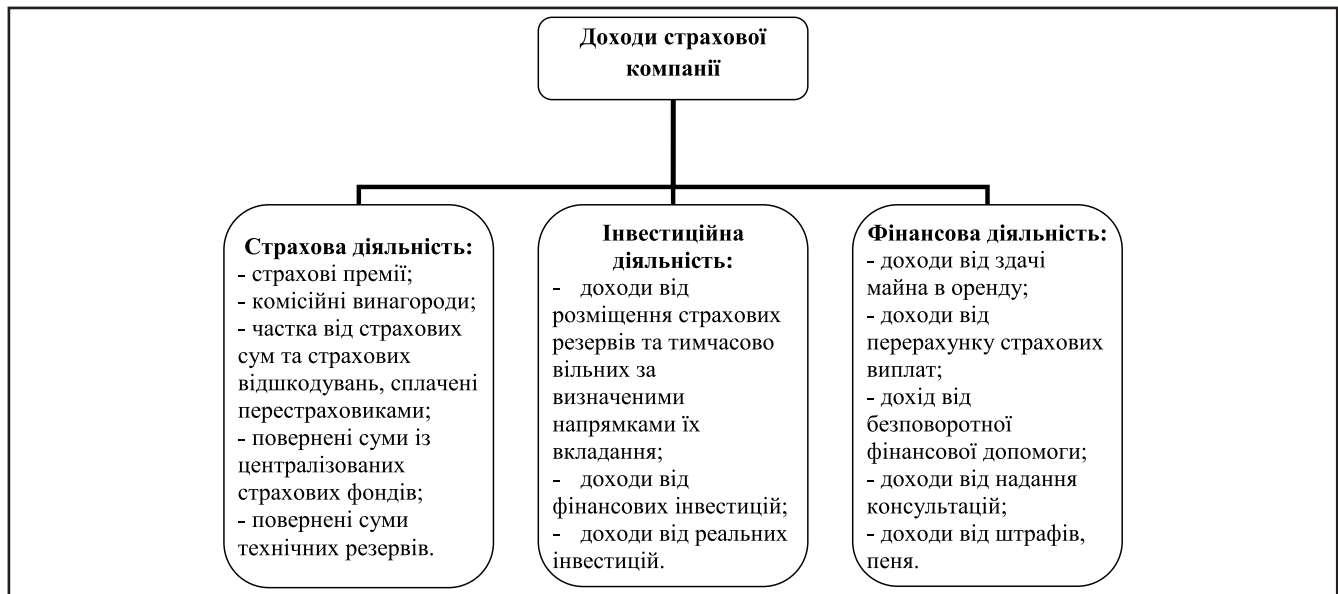 Доходи страхової
компанії
Страхова діяльність:
- страхові премії;
- комісійні винагороди;
- частка від страхових
сум та страхових
відшкодувань, сплачені
перестраховиками;
- повернені суми із
централізованих
страхових фондів;
- повернені суми
технічних резервів.
Інвестиційна
діяльність:
- доходи від
розміщення страхових
резервів та тимчасово
вільних за
визначеними
напрямками їх
вкладання;
- доходи від
фінансових інвестицій;
- доходи від реальних
інвестицій.
Фінансова діяльність:
- доходи від здачі
майна в оренду;
- доходи від
перерахунку страхових
виплат;
- дохід від
безповоротної
фінансової допомоги;
- доходи від надання
консультацій;
- доходи від штрафів,
пеня.